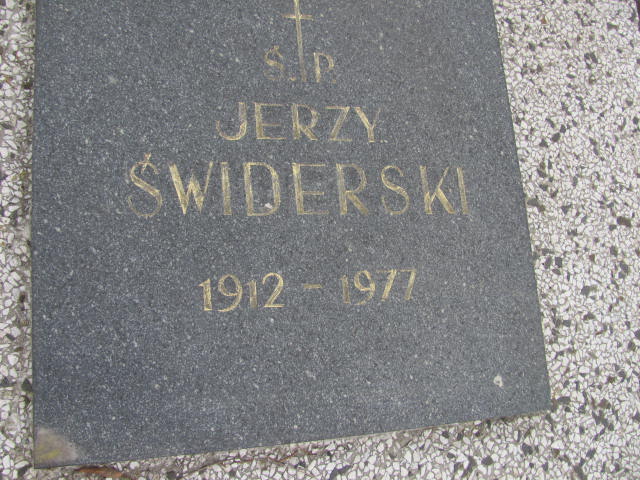 Ś.P.
JERZY
ŚWIDERSKI
1912 - 1977